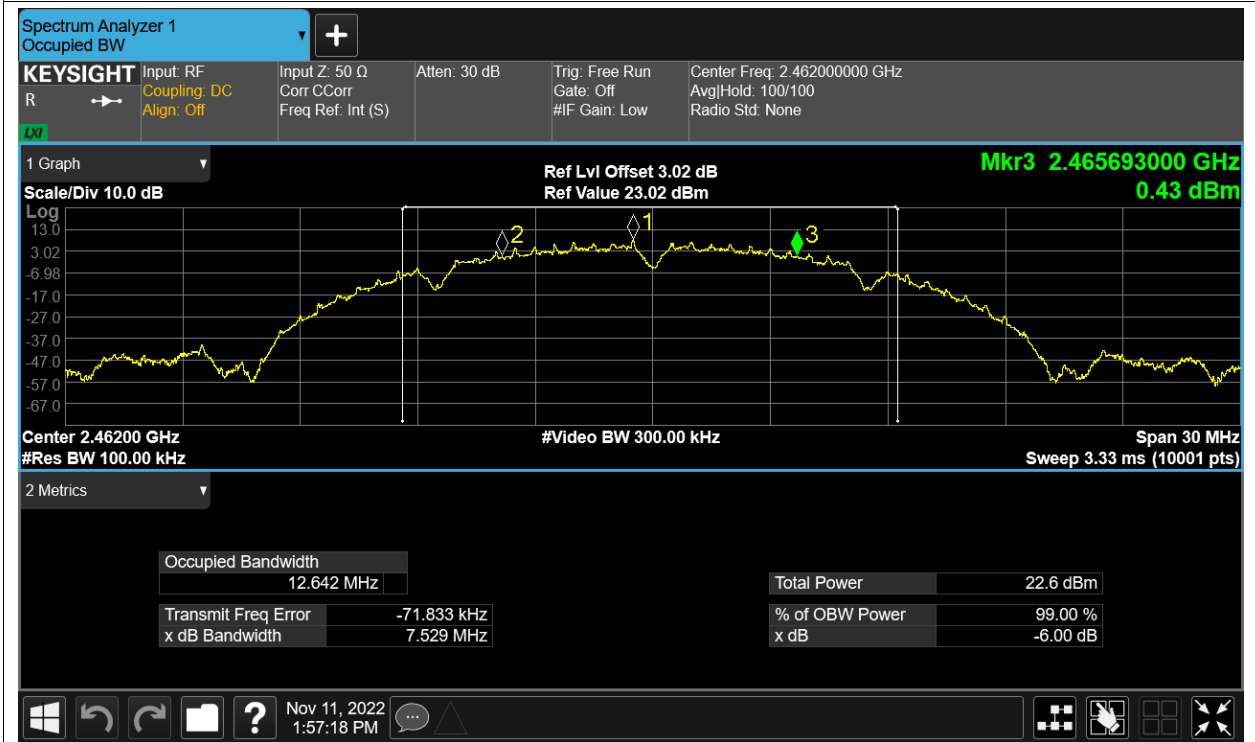 Spectrum Analyzer 1
Occupied BW
KEYSIGHT
R
LXI
Input: RF
Coupling: DC
Align: Off
Input Z: 50 Ω
Corr CCorr
Freq Ref: Int (S)
Atten: 30 dB
Trig: Free Run
Gate: Off
#IF Gain: Low
Center Freq: 2.462000000 GHz
Avg|Hold: 100/100
Radio Std: None
1 Graph
Scale/Div 10.0 dB
Ref Lvl Offset 3.02 dB
Ref Value 23.02 dBm
Mkr3 2.465693000 GHz
0.43 dBm
Log
13.0
3.02
-6.98
-17.0
-27.0
-37.0
-47.0
-57.0
-67.0
2
1
3
Center 2.46200 GHz
#Res BW 100.00 kHz
#Video BW 300.00 kHz
Span 30 MHz
Sweep 3.33 ms (10001 pts)
2 Metrics
Occupied Bandwidth
12.642 MHz
Transmit Freq Error -71.833 kHz
x dB Bandwidth 7.529 MHz
Total Power 22.6 dBm
% of OBW Power 99.00 %
x dB -6.00 dB
?
Nov 11, 2022
1:57:18 PM